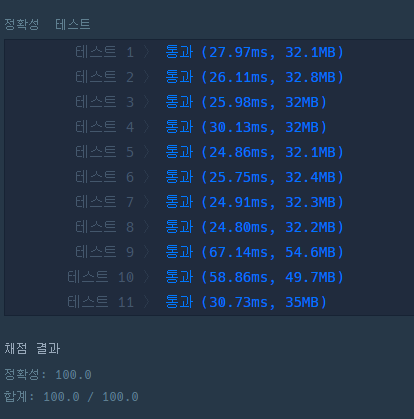 정확성  테스트
테스트 1 〉 통과 (27.97ms, 32.1MB)
테스트 2 〉 통과 (26.11ms, 32.8MB)
테스트 3 〉 통과 (25.98ms, 32MB)
테스트 4 〉 통과 (30.13ms, 32MB)
테스트 5 〉 통과 (24.86ms, 32.1MB)
테스트 6 〉 통과 (25.75ms, 32.4MB)
테스트 7 〉 통과 (24.91ms, 32.3MB)
테스트 8 〉 통과 (24.80ms, 32.2MB)
테스트 9 〉 통과 (67.14ms, 54.6MB)
테스트 10 〉 통과 (58.86ms, 49.7MB)
테스트 11 〉 통과 (30.73ms, 35MB)
채점 결과
정확성: 100.0
합계: 100.0 / 100.0